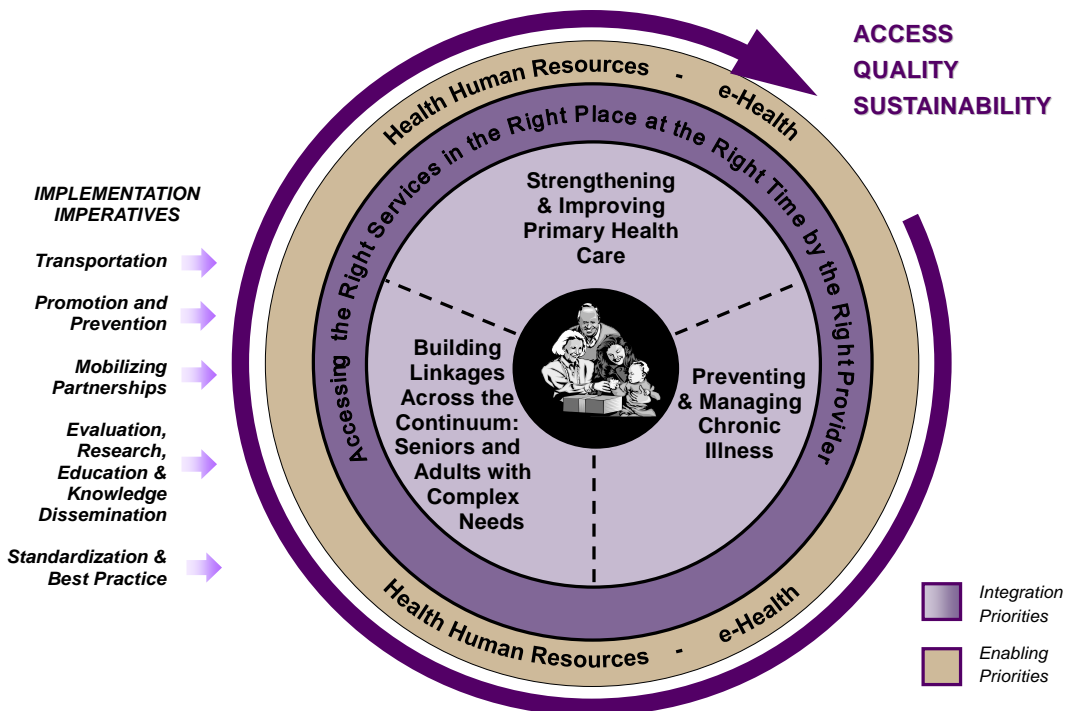 ACCESS
QUALITY
SUSTAINABILITY
Health Human Resources - e-Health
Accessing the Right Services in the Right Place at the Right Time by the Right Provider
Strengthening
& Improving
Primary Health
Care
IMPLEMENTATION
IMPERATIVES
Transportation
Promotion and
Prevention
Mobilizing
Partnerships
Evaluation,
Research,
Education &
Knowledge
Dissemination
Standardization &
Best Practice
Building
Linkages
Across the
Continuum:
Seniors and
Adults with
Complex
Needs
Preventing
& Managing
Chronic
Illness
Health Human Resources - e-Health
Integration
Priorities
Enabling
Priorities